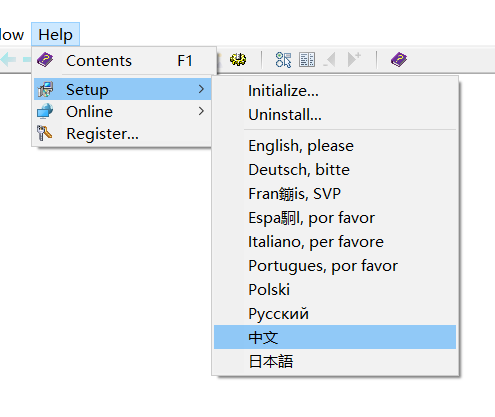 Help
Contents F1
Setup
Online
Register...
Initialize...
Uninstall...
English, please
Deutsch, bitte
Fran鏰is, SVP
Espa駉l, por favor
Italiano, per favore
Portugues, por favor
Polski
Русский
中文
日本語